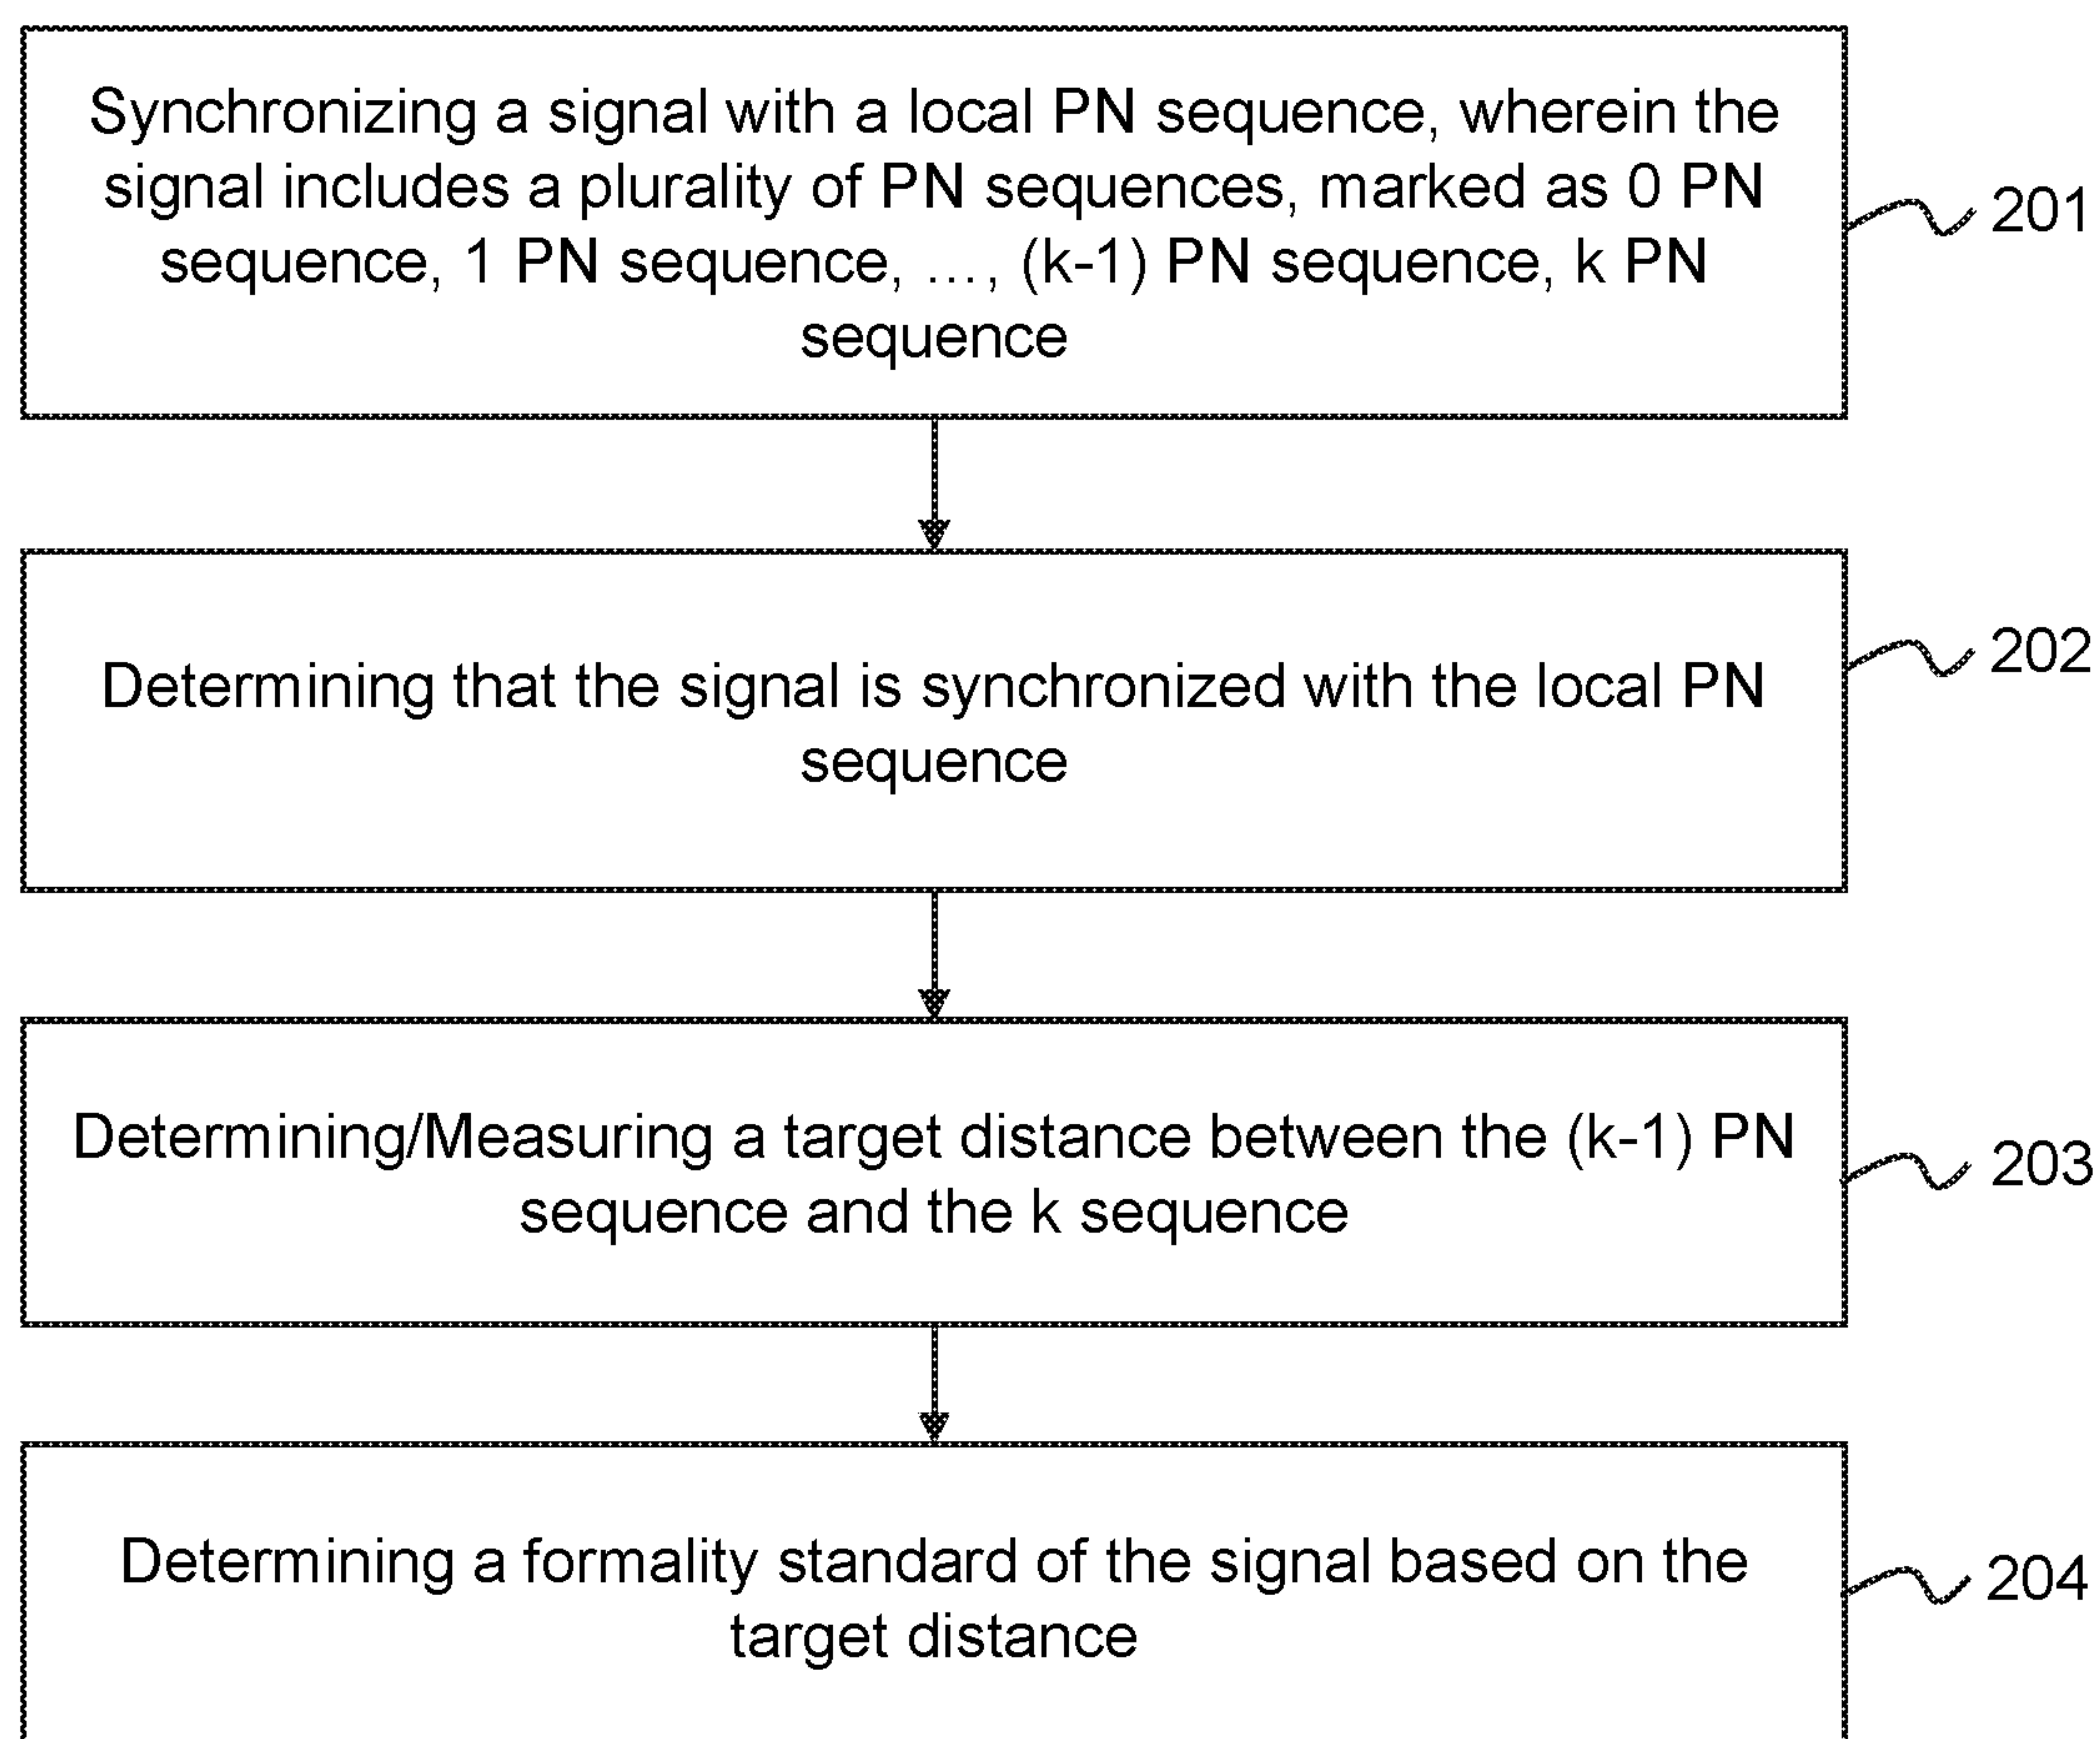 Synchronizing a signal with a local PN sequence, wherein the
signal includes a plurality of PN sequences, marked as 0 PN
sequence, 1 PN sequence, ..., (k-1) PN sequence, k PN
sequence
201
Determining that the signal is synchronized with the local PN
sequence
202
Determining/Measuring a target distance between the (k-1) PN
sequence and the k sequence
203
Determining a formality standard of the signal based on the
target distance
204